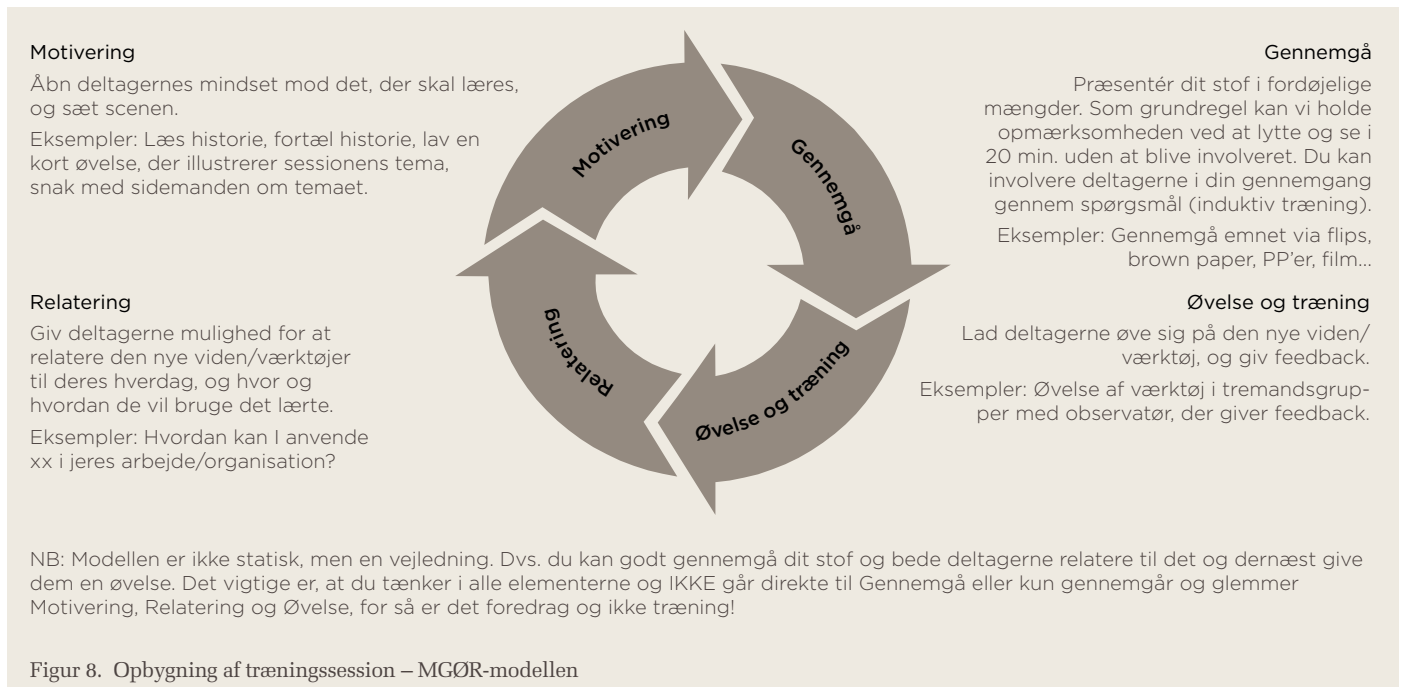 Motivering
Åbn deltagernes mindset mod det, der skal læres,
og sæt scenen.
Eksempler: Læs historie, fortæl historie, lav en
kort øvelse, der illustrerer sessionens tema,
snak med sidemanden om temaet.
Gennemgå
Præsentér dit stof i fordøjelige
mængder. Som grundregel kan vi holde
opmærksomheden ved at lytte og se i
20 min. uden at blive involveret. Du kan
involvere deltagerne i din gennemgang
gennem spørgsmål (induktiv træning).
Eksempler: Gennemgå emnet via flips,
brown paper, PP’er, film...
Motivering
Gennemgå
Øvelse og træning
Relatering
Relatering
Giv deltagerne mulighed for at
relatere den nye viden/værktøjer
til deres hverdag, og hvor og
hvordan de vil bruge det lærte.
Eksempler: Hvordan kan I anvende
xx i jeres arbejde/organisation?
Øvelse og træning
Lad deltagerne øve sig på den nye viden/
værktøj, og giv feedback.
Eksempler: Øvelse af værktøj i tremandsgrup-
per med observatør, der giver feedback.
NB: Modellen er ikke statisk, men en vejledning. Dvs. du kan godt gennemgå dit stof og bede deltagerne relatere til det og dernæst give
dem en øvelse. Det vigtige er, at du tænker i alle elementerne og IKKE går direkte til Gennemgå eller kun gennemgår og glemmer
Motivering, Relatering og Øvelse, for så er det foredrag og ikke træning!
Figur 8. Opbygning af træningssession – MGØR-modellen